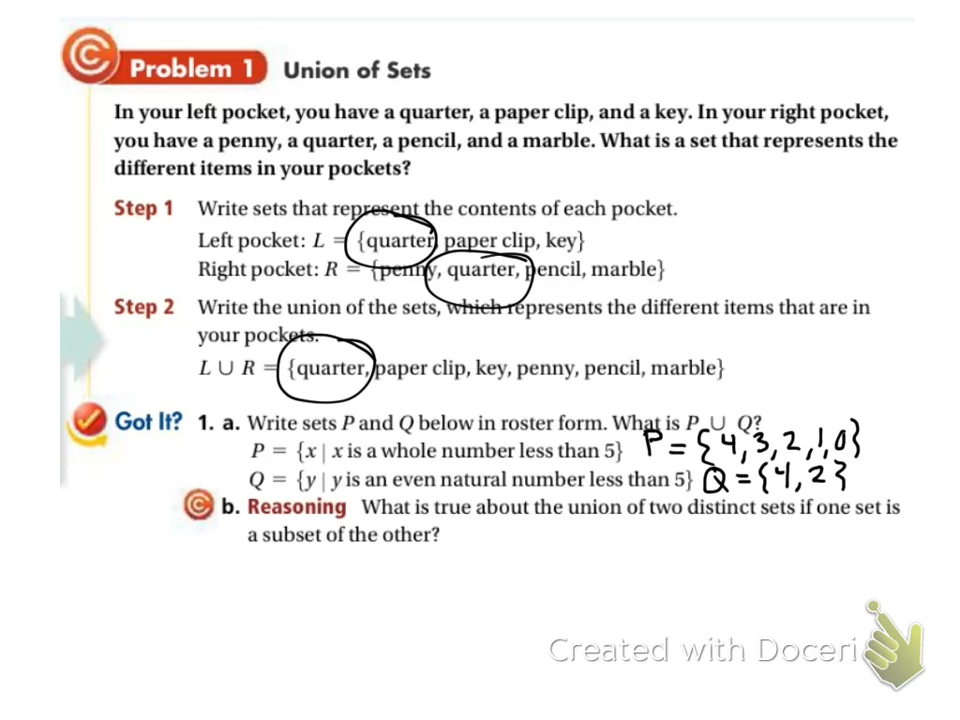 Problem 1 Union of Sets
In your left pocket, you have a quarter, a paper clip, and a key. In your right pocket,
you have a penny, a quarter, a pencil, and a marble. What is a set that represents the
different items in your pockets?
Step 1 Write sets that represent the contents of each pocket.
Left pocket: L = {quarter, paper clip, key}
Right pocket: R = {penny, quarter, pencil, marble}
Step 2 Write the union of the sets, which represents the different items that are in
your pockets.
L ∪ R = {quarter, paper clip, key, penny, pencil, marble}
Got It? 1. a. Write sets P and Q below in roster form. What is P ∪ Q?
P = {x | x is a whole number less than 5} P = {4, 3, 2, 1, 0}
Q = {y | y is an even natural number less than 5} Q = {4, 2}
C b. Reasoning What is true about the union of two distinct sets if one set is
a subset of the other?
Created with Doceri